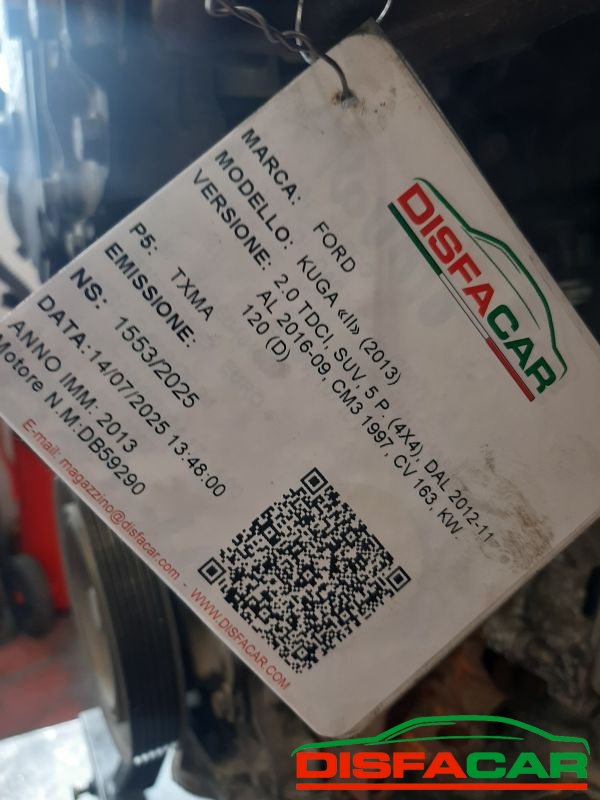 DISFACAR
MARCA: FORD
MODELLO: KUGA «II» (2013)
VERSIONE: 2.0 TDCI, SUV, 5 P. (4X4), DAL 2012-11
AL 2016-09, CM3 1997, CV 163, KW.
120 (D)
P5: TXMA
EMISSIONE:
NS: 1553/2025
DATA:14/07/2025 13:48:00
ANNO IMM: 2013
Motore N.M:DB59290
E-mail: magazzino@disfacar.com - WWW.DISFACAR.COM
DISFACAR